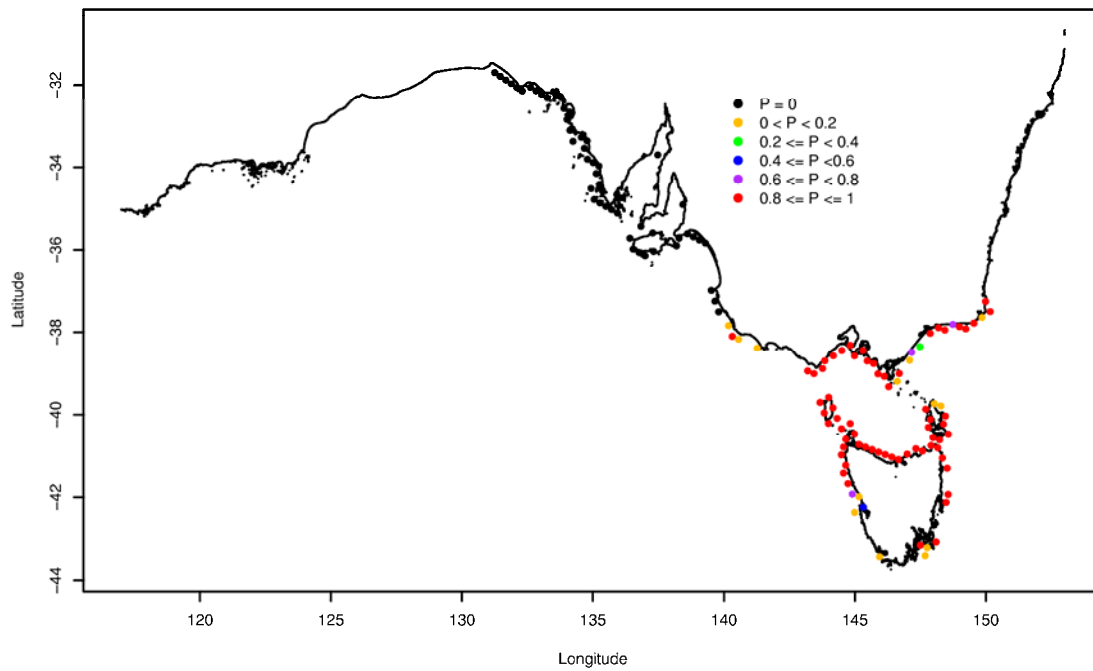 P = 0
0 < P < 0.2
0.2 <= P < 0.4
0.4 <= P <0.6
0.6 <= P < 0.8
0.8 <= P <= 1
Latitude
-32
-34
-36
-38
-40
-42
-44
120
125
130
135
140
145
150
Longitude